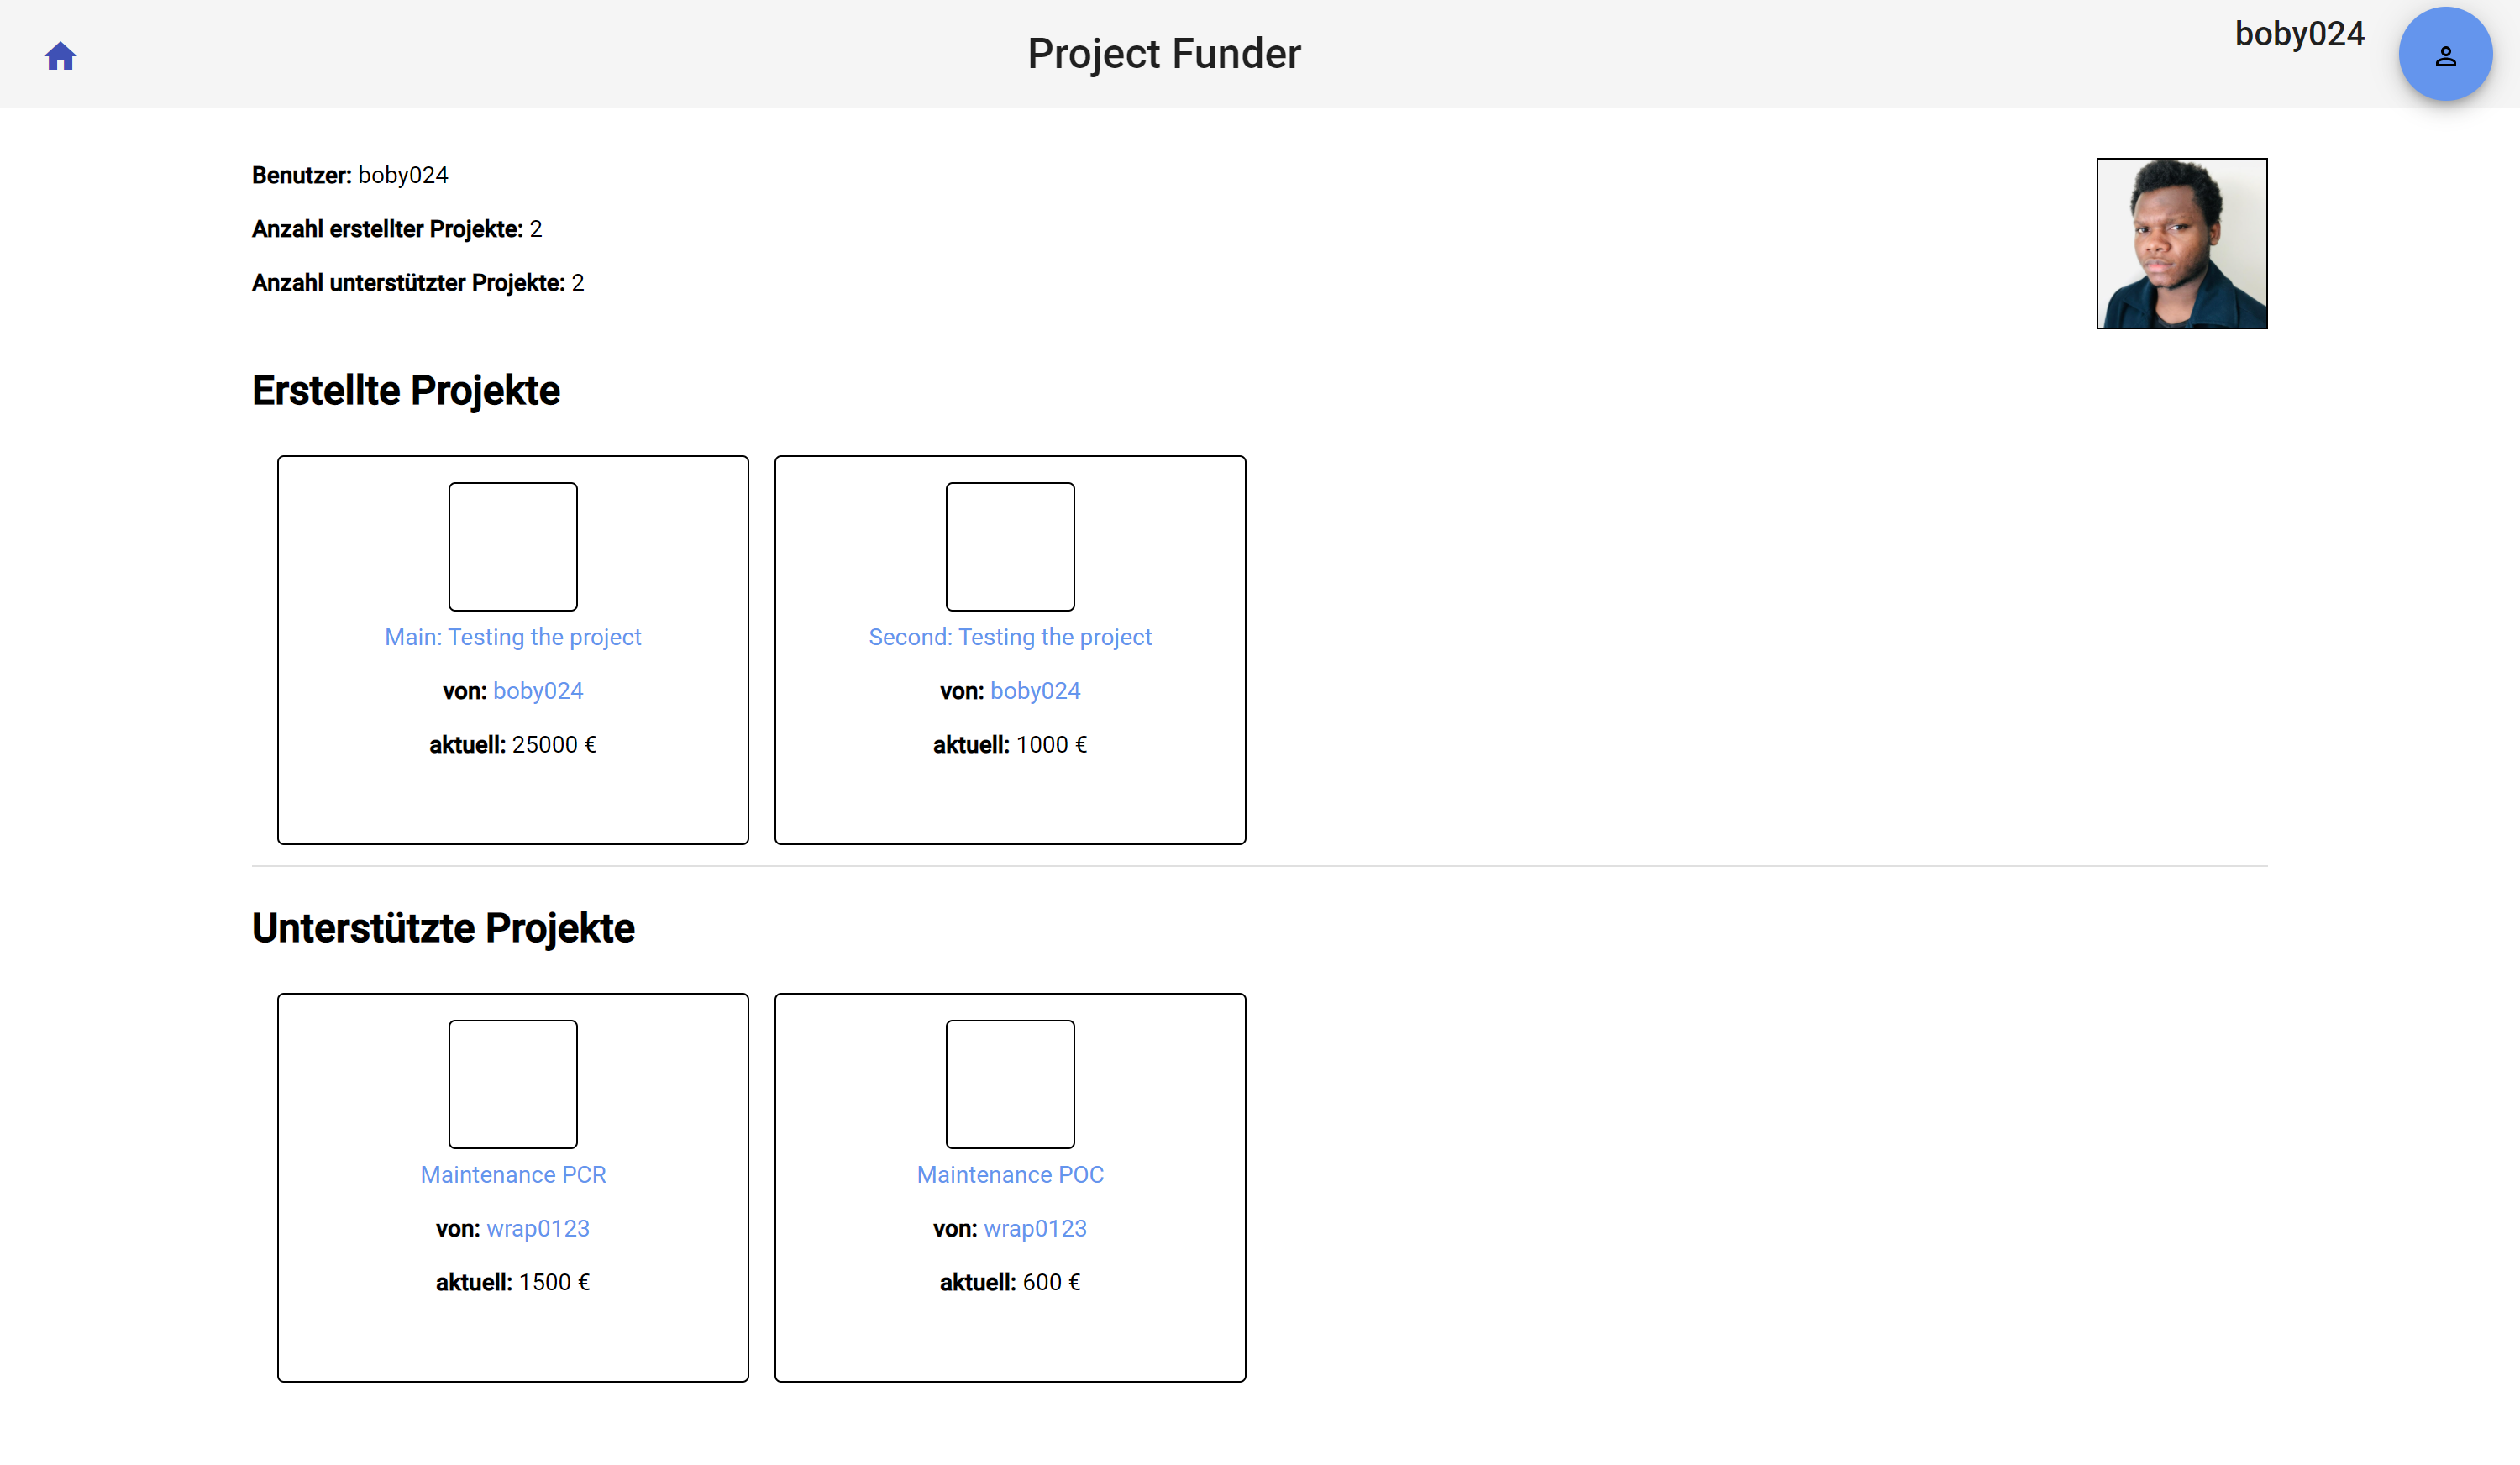 Project Funder
boby024
Benutzer: boby024
Anzahl erstellter Projekte: 2
Anzahl unterstützter Projekte: 2
Erstellte Projekte
Main: Testing the project
von: boby024
aktuell: 25000 €
Second: Testing the project
von: boby024
aktuell: 1000 €
Unterstützte Projekte
Maintenance PCR
von: wrap0123
aktuell: 1500 €
Maintenance POC
von: wrap0123
aktuell: 600 €